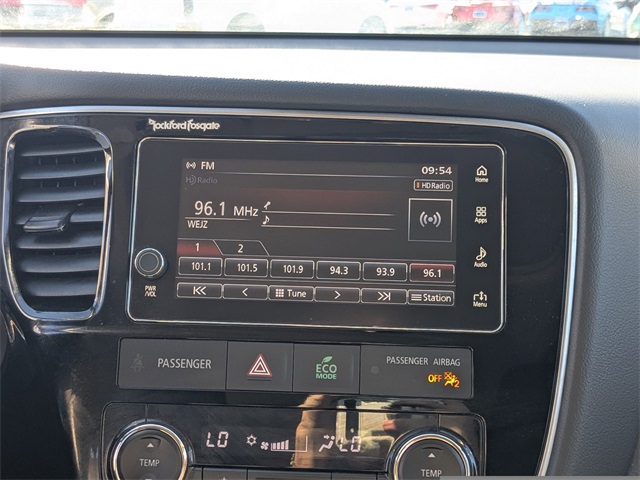 Rockford Fosgate
FM
09:54
HD Radio
HD Radio
96.1 MHz
WEJZ
1 2
101.1 101.5 101.9 94.3 93.9 96.1
Tune
Station
Home
Apps
Audio
Menu
PWR
/VOL
PASSENGER
ECO
MODE
PASSENGER AIRBAG
OFF 2
LO
LO
TEMP
TEMP